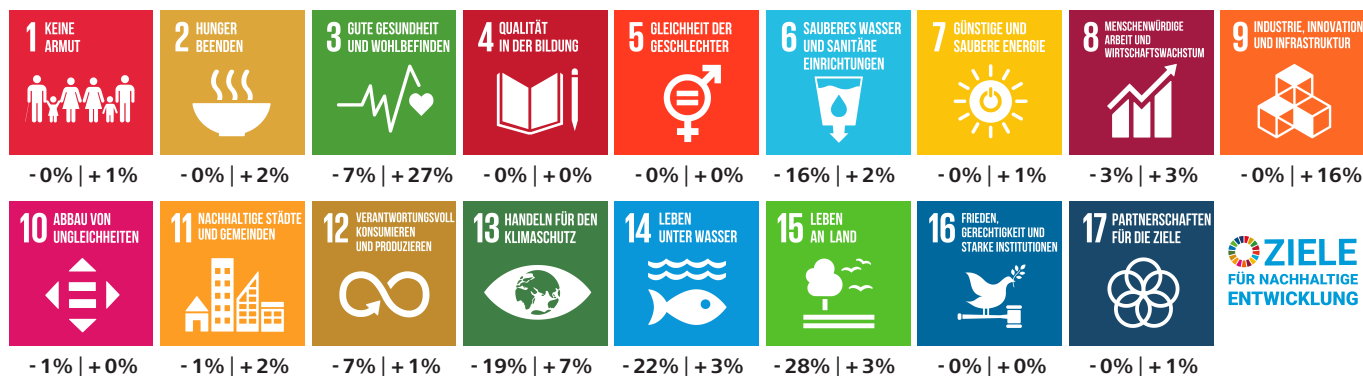 1 KEINE
ARMUT
2 HUNGER
BEENDEN
3 GUTE GESUNDHEIT
UND WOHLBEFINDEN
4 QUALITÄT
IN DER BILDUNG
5 GLEICHHEIT DER
GESCHLECHTER
6 SAUBERES WASSER
UND SANITÄRE
EINRICHTUNGEN
7 GÜNSTIGE UND
SAUBERE ENERGIE
8 MENSCHENWÜRDIGE
ARBEIT UND
WIRTSCHAFTSWACHSTUM
9 INDUSTRIE, INNOVATION
UND INFRASTRUKTUR
-0% | +1%
-0% | +2%
-7% | +27%
-0% | +0%
-0% | +0%
-16% | +2%
-0% | +1%
-3% | +3%
-0% | +16%
10 ABBAU VON
UNGLEICHHEITEN
11 NACHHALTIGE STÄDTE
UND GEMEINDEN
12 VERANTWORTUNGSVOLL
KONSUMIEREN
UND PRODUZIEREN
13 HANDELN FÜR DEN
KLIMASCHUTZ
14 LEBEN
UNTER WASSER
15 LEBEN
AN LAND
16 FRIEDEN,
GERECHTIGKEIT UND
STARKE INSTITUTIONEN
17 PARTNERSCHAFTEN
FÜR DIE ZIELE
ZIELE
FÜR NACHHALTIGE
ENTWICKLUNG
-1% | +0%
-1% | +2%
-7% | +1%
-19% | +7%
-22% | +3%
-28% | +3%
-0% | +0%
-0% | +1%